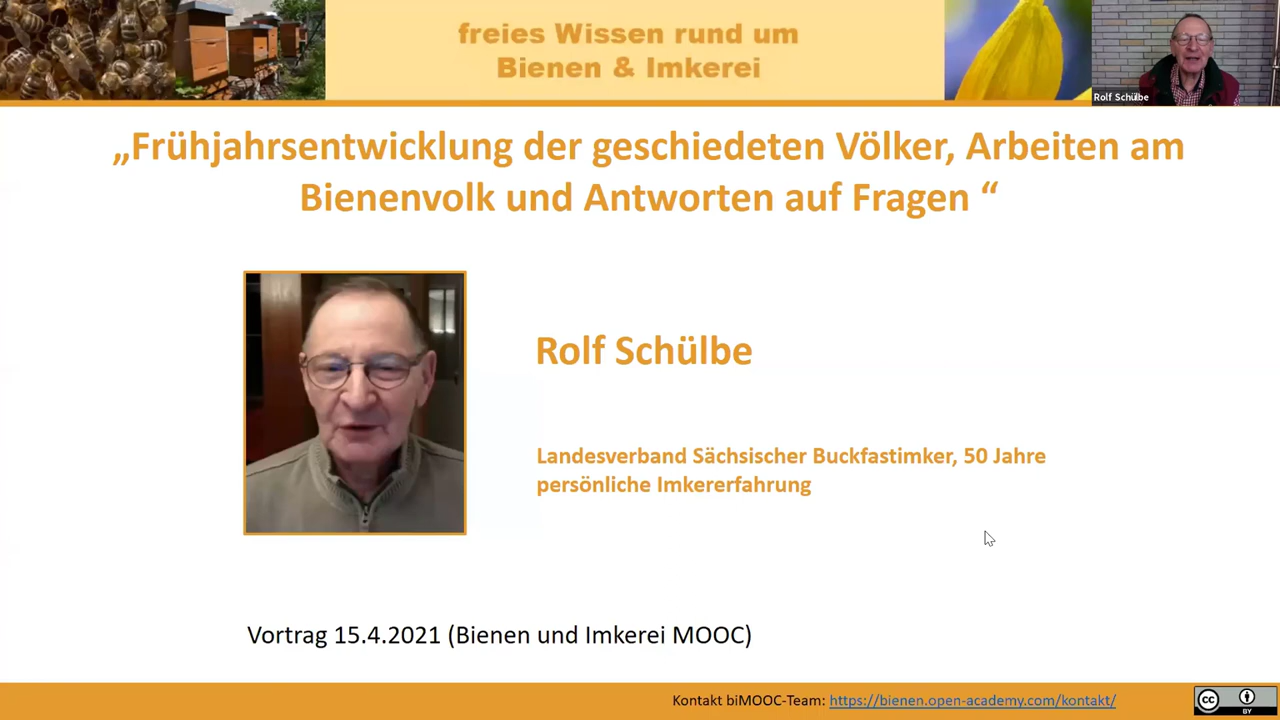 freies Wissen rund um
Bienen & Imkerei
Rolf Schülbe
„Frühjahrsentwicklung der geschiedeten Völker, Arbeiten am
Bienenvolk und Antworten auf Fragen “
Rolf Schülbe
Landesverband Sächsischer Buckfastimker, 50 Jahre
persönliche Imkererfahrung
Vortrag 15.4.2021 (Bienen und Imkerei MOOC)
Kontakt biMOOC-Team: https://bienen.open-academy.com/kontakt/
cc
BY